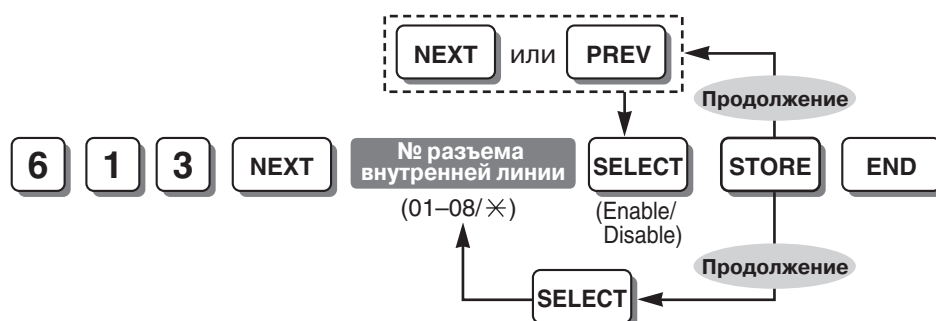 NEXT или PREV
Продолжение
6 1 3 NEXT № разъема внутренней линии SELECT STORE END
(01–08/✳)
(Enable/
Disable)
Продолжение
SELECT